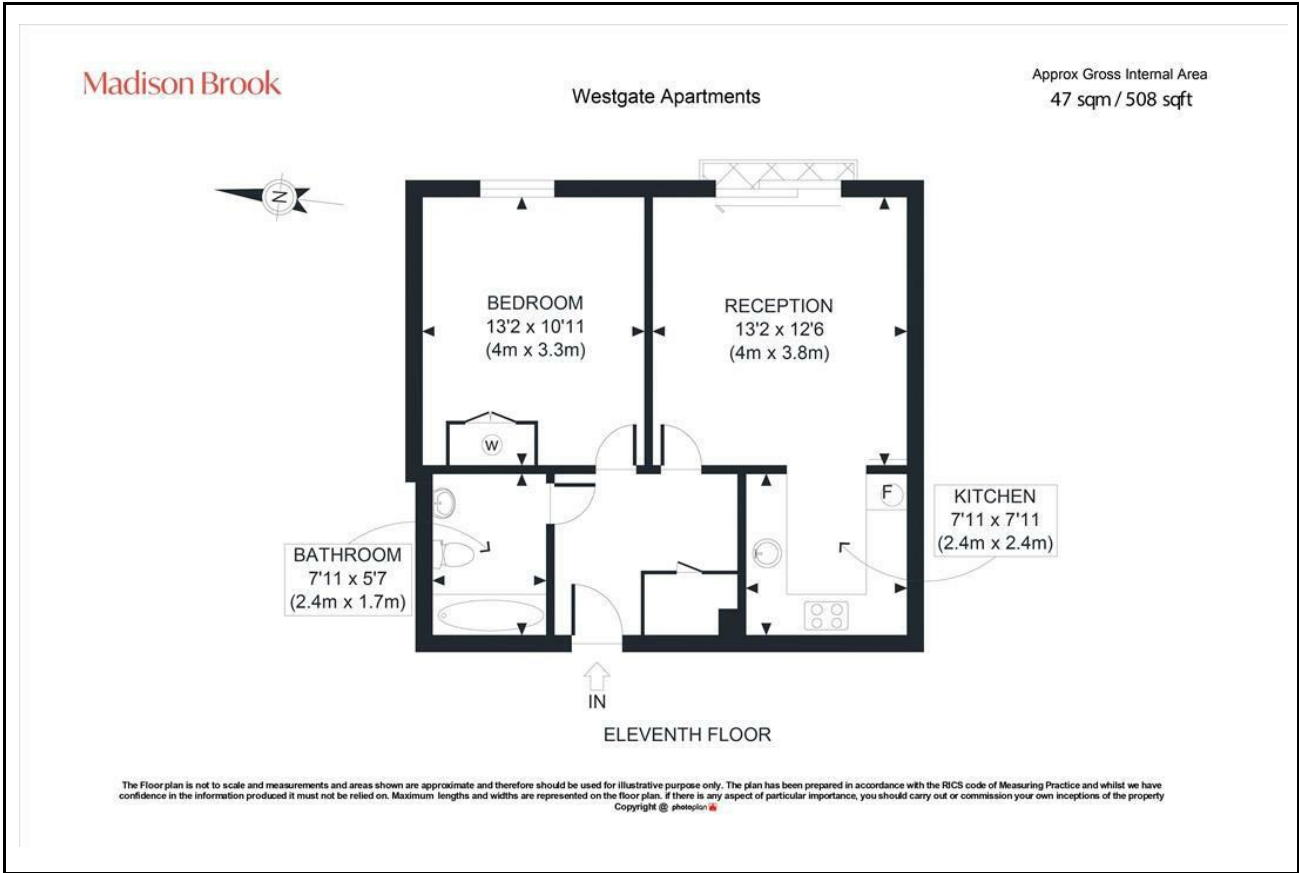 Madison Brook
Westgate Apartments
Approx Gross Internal Area
47 sqm / 508 sqft
N
BEDROOM
13'2 x 10'11
(4m x 3.3m)
RECEPTION
13'2 x 12'6
(4m x 3.8m)
W
F
KITCHEN
7'11 x 7'11
(2.4m x 2.4m)
BATHROOM
7'11 x 5'7
(2.4m x 1.7m)
IN
ELEVENTH FLOOR
The Floorplan is not to scale and measurements and areas shown are approximate and therefore should be used for illustrative purpose only. The plan has been prepared in accordance with the RICS code of Measuring Practice and whilst we have
confidence in the information produced it must not be relied on. Maximum lengths and widths are represented on the floor plan. if there is any aspect of particular importance, you should carry out or commission your own inceptions of the property
Copyright @ photoplan